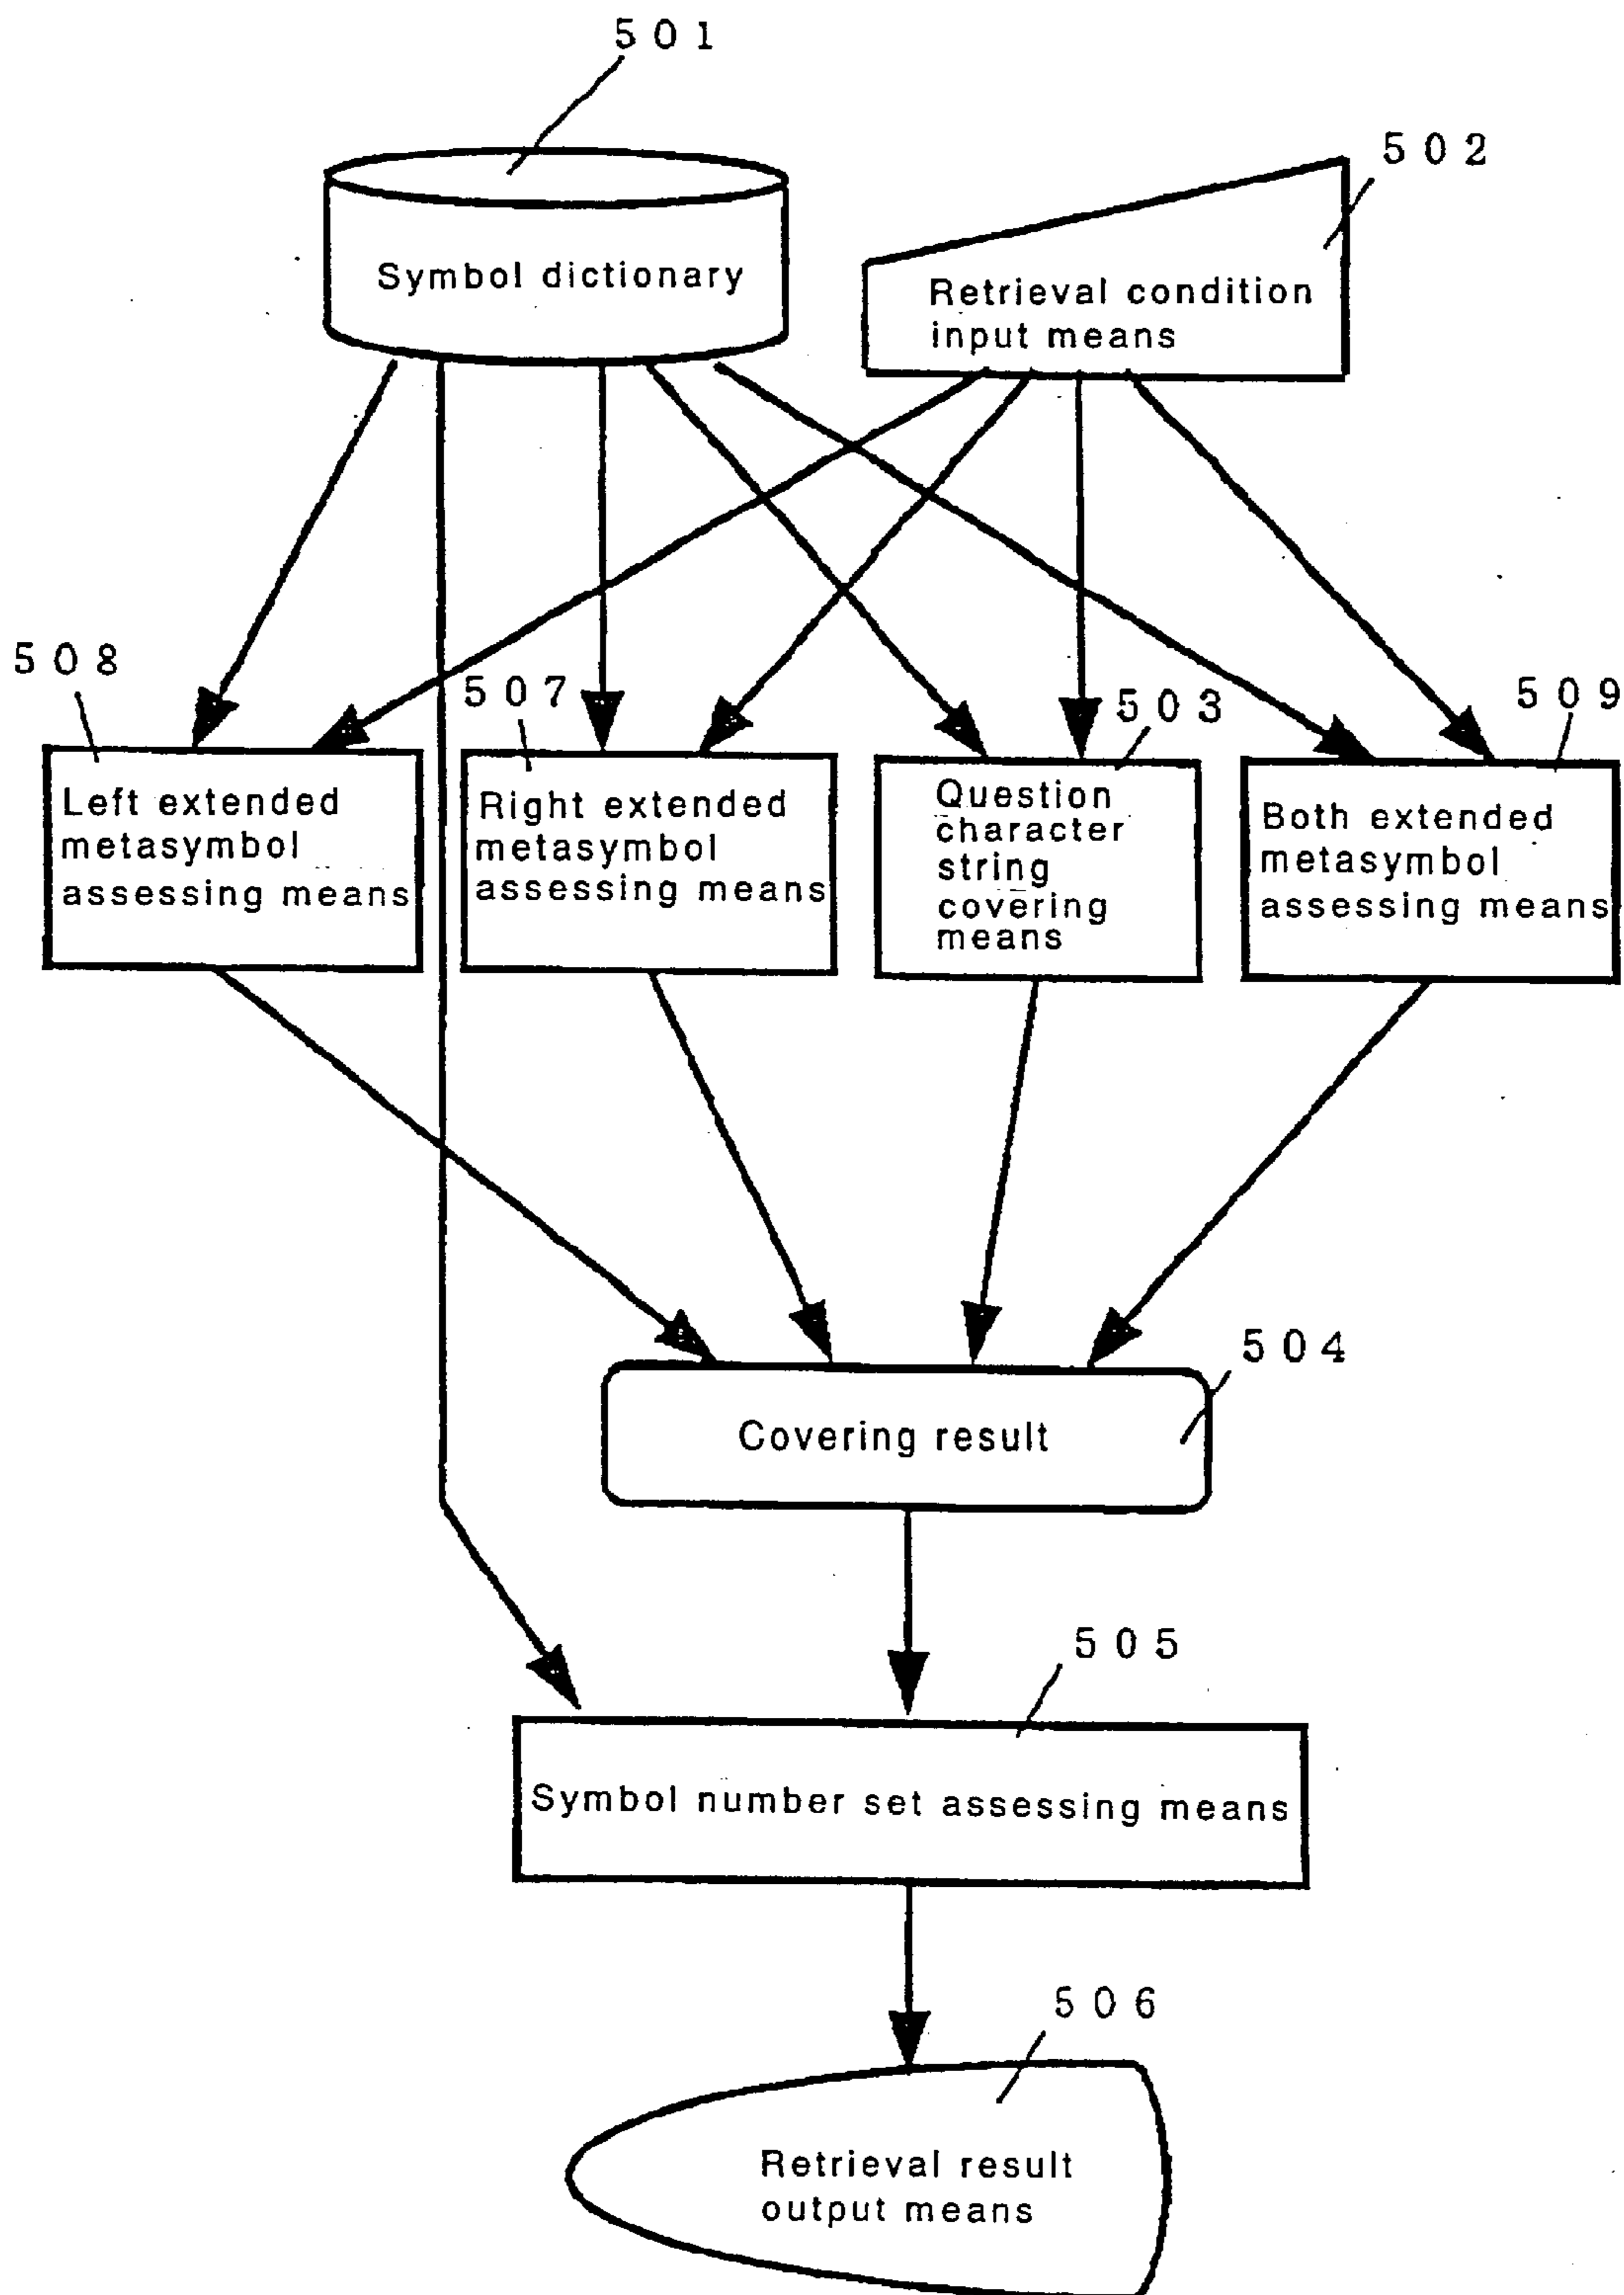 501
502
Symbol dictionary
Retrieval condition
input means
508
507
503
509
Left extended
metasymbol
assessing means
Right extended
metasymbol
assessing means
Question
character
string
covering
means
Both extended
metasymbol
assessing means
504
Covering result
505
Symbol number set assessing means
506
Retrieval result
output means